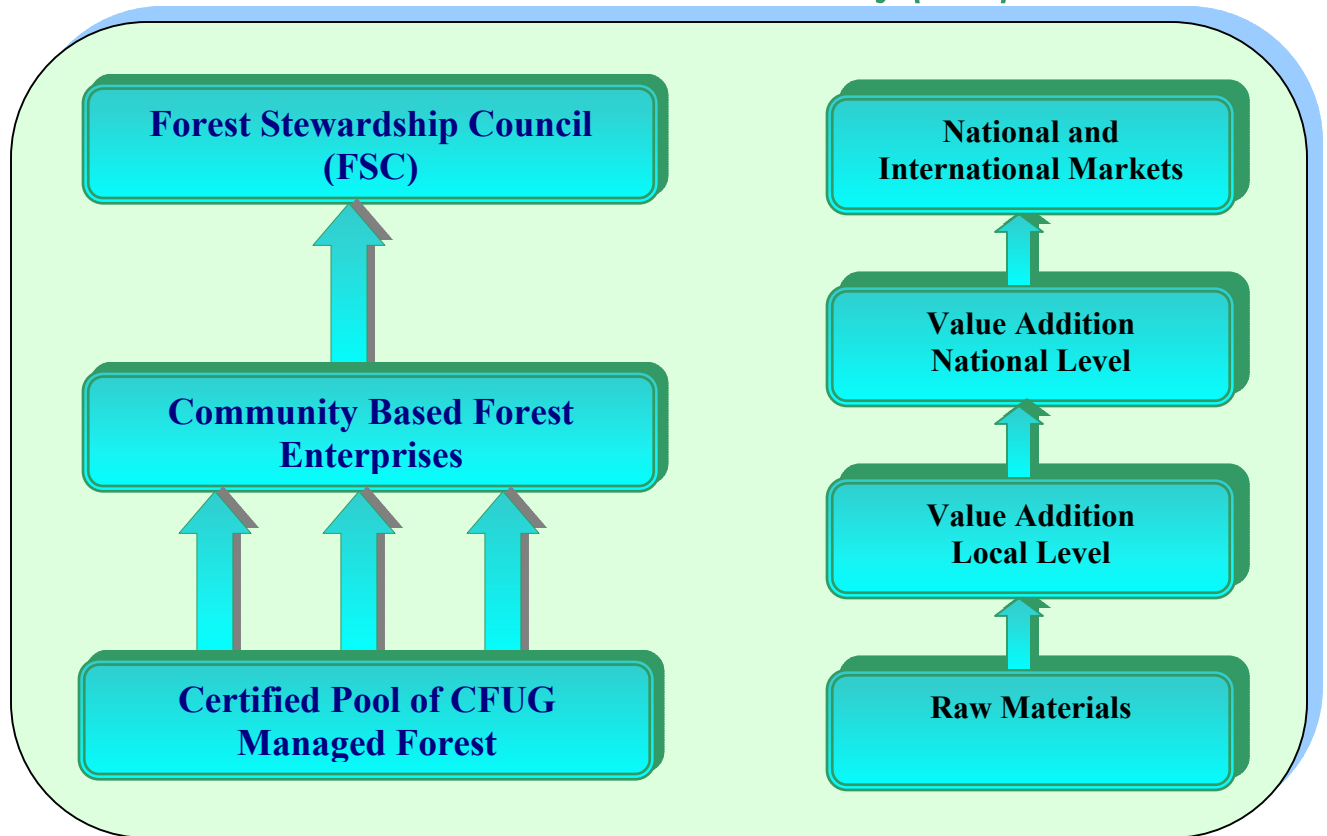 Forest Stewardship Council
(FSC)
Community Based Forest
Enterprises
Certified Pool of CFUG
Managed Forest
National and
International Markets
Value Addition
National Level
Value Addition
Local Level
Raw Materials